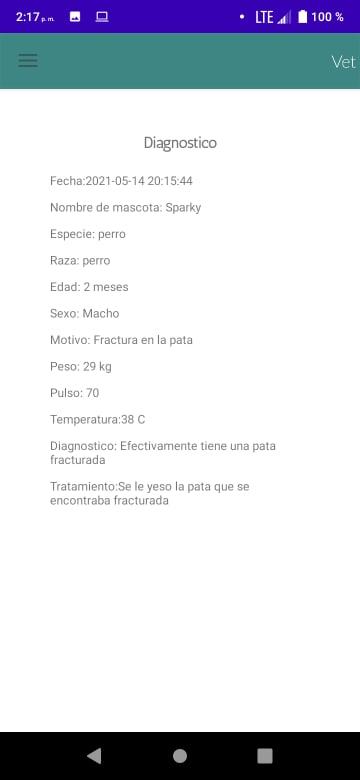 2:17 p. m. LTE 100 %
Vet
Diagnostico
Fecha:2021-05-14 20:15:44
Nombre de mascota: Sparky
Especie: perro
Raza: perro
Edad: 2 meses
Sexo: Macho
Motivo: Fractura en la pata
Peso: 29 kg
Pulso: 70
Temperatura:38 C
Diagnostico: Efectivamente tiene una pata
fracturada
Tratamiento:Se le yeso la pata que se
encontraba fracturada